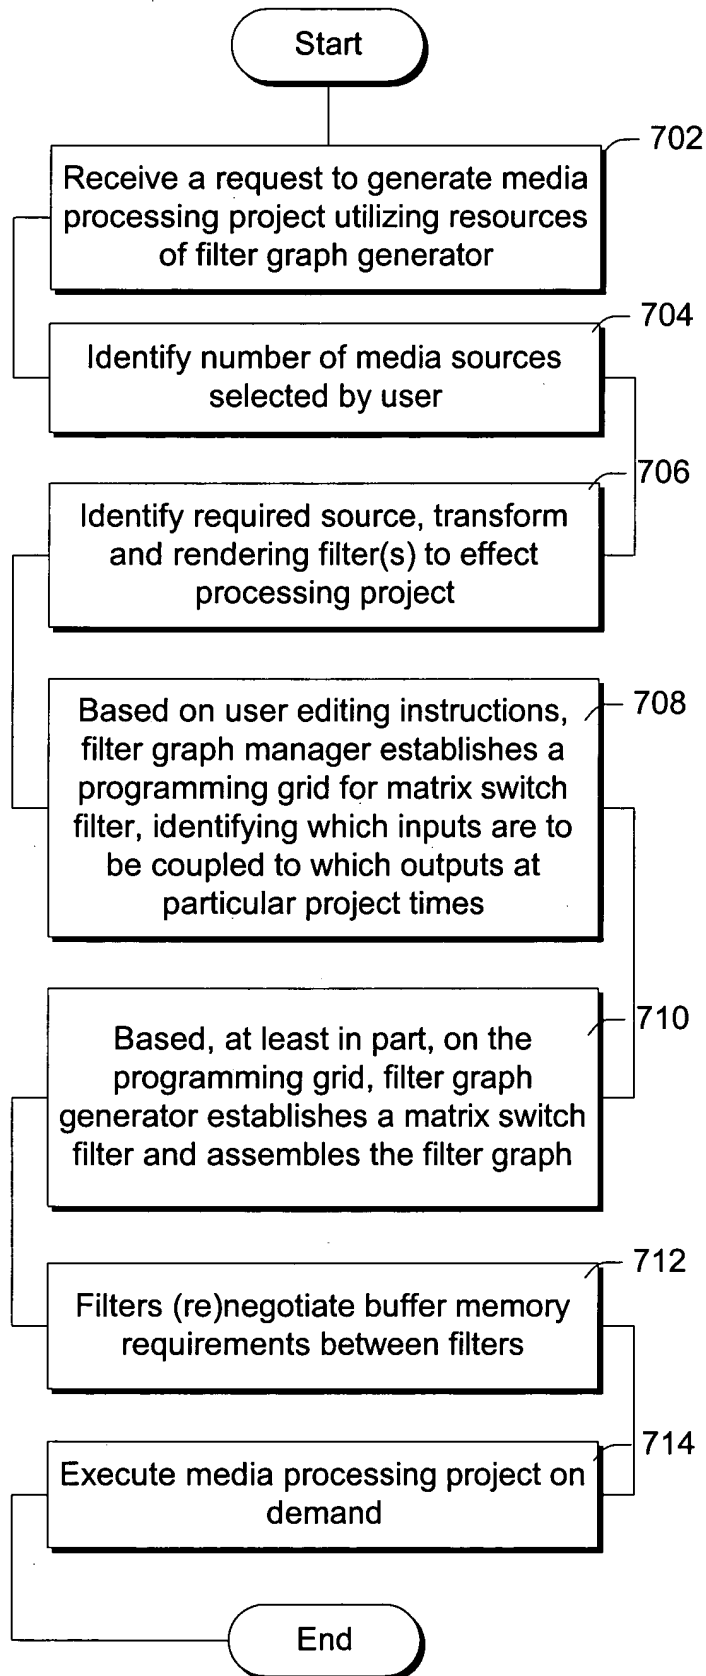 Start
702
Receive a request to generate media
processing project utilizing resources
of filter graph generator
704
Identify number of media sources
selected by user
706
Identify required source, transform
and rendering filter(s) to effect
processing project
708
Based on user editing instructions,
filter graph manager establishes a
programming grid for matrix switch
filter, identifying which inputs are to
be coupled to which outputs at
particular project times
710
Based, at least in part, on the
programming grid, filter graph
generator establishes a matrix switch
filter and assembles the filter graph
712
Filters (re)negotiate buffer memory
requirements between filters
714
Execute media processing project on
demand
End